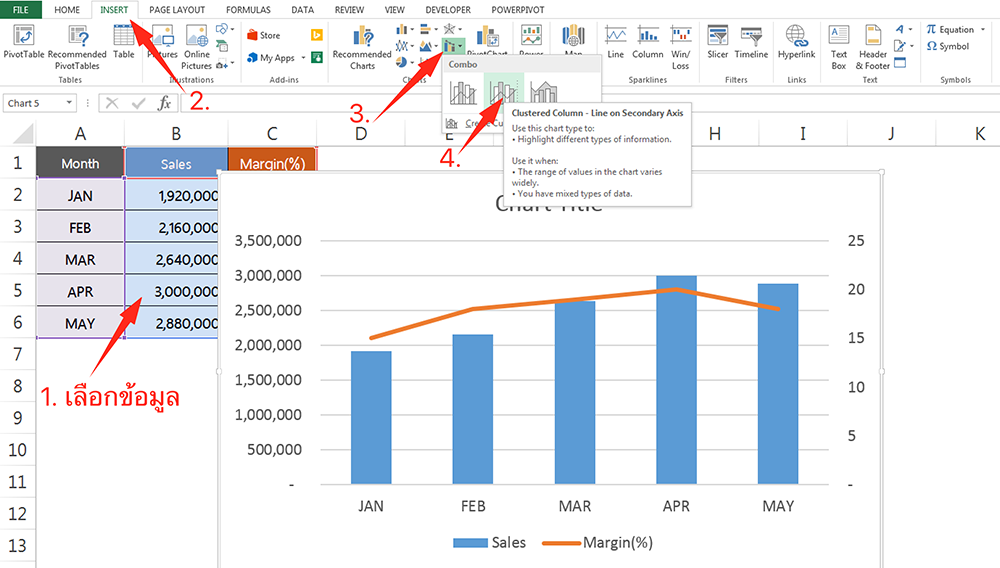 FILE HOME INSERT PAGE LAYOUT FORMULAS DATA REVIEW VIEW DEVELOPER POWERPIVOT
PivotTable
Recommended
PivotTables
Table
Pictures
Online
Pictures
Store
My Apps
Recommended
Charts
Line
Column
Win/
Loss
Slicer
Timeline
Hyperlink
Text
Box
Header
& Footer
π Equation
Ω Symbol
Tables
Illustrations
Add-ins
Sparklines
Filters
Links
Text
Symbols
2.
3.
4.
Combo
Clustered Column - Line on Secondary Axis
Use this chart type to:
• Highlight different types of information.
Use it when:
• The range of values in the chart varies
widely.
• You have mixed types of data.
Chart 5
fx
A B C D H I J K
1 Month Sales Margin(%)
2 JAN 1,920,000
3 FEB 2,160,000
4 MAR 2,640,000
5 APR 3,000,000
6 MAY 2,880,000
7
8
9
10
11
12
13
1. เลือกข้อมูล
Chart Title
3,500,000
3,000,000
2,500,000
2,000,000
1,500,000
1,000,000
500,000
-
25
20
15
10
5
-
JAN FEB MAR APR MAY
Sales Margin(%)